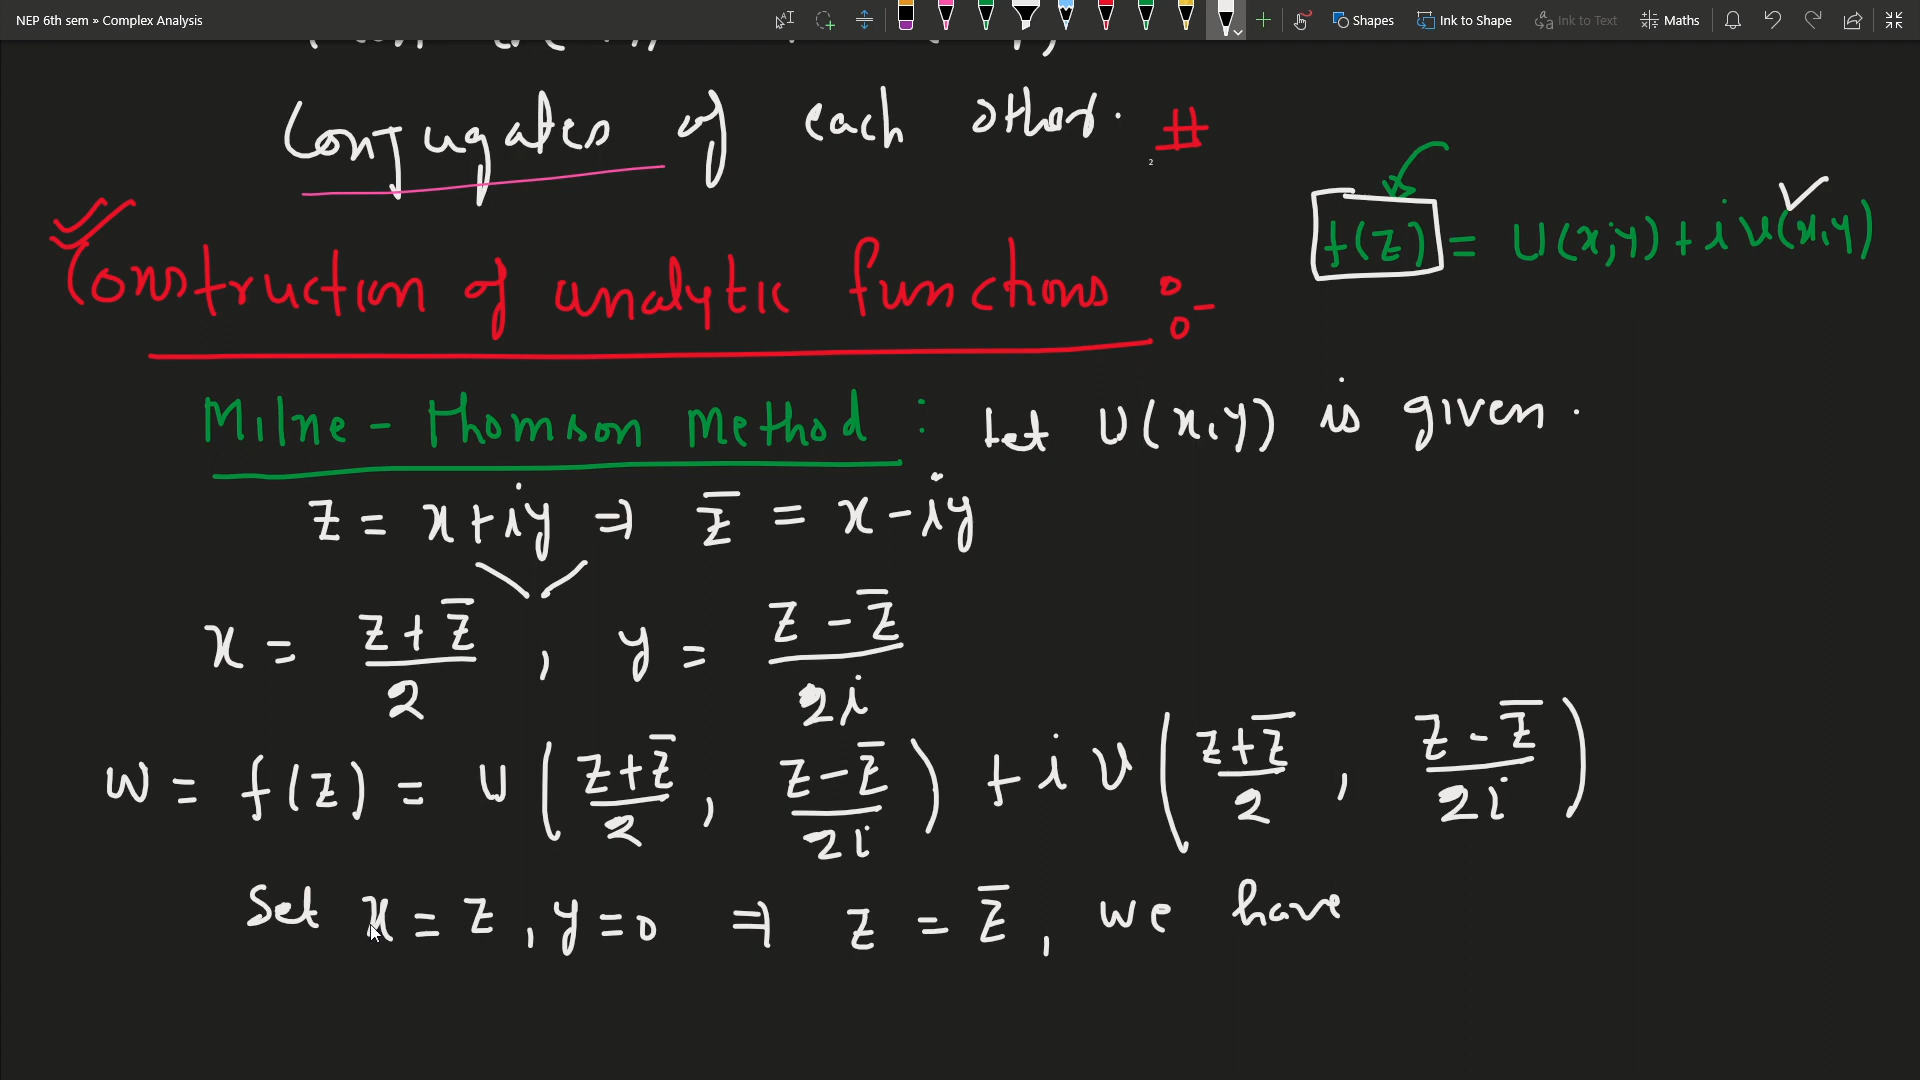 NEP 6th sem » Complex Analysis
Shapes Ink to Shape Ink to Text Maths
Conjugates of each other. #
2
f(z) = U(x,y) + i v(x,y)
Construction of analytic functions :-
Milne - Thomson Method : Let U(x,y) is given.
z = x+iy ⇒ z̅ = x-iy
x = (z+z̅)/2 , y = (z-z̅)/2i
w = f(z) = U((z+z̅)/2, (z-z̅)/2i) + i v((z+z̅)/2, (z-z̅)/2i)
Set x = z, y = 0 ⇒ z = z̅, we have